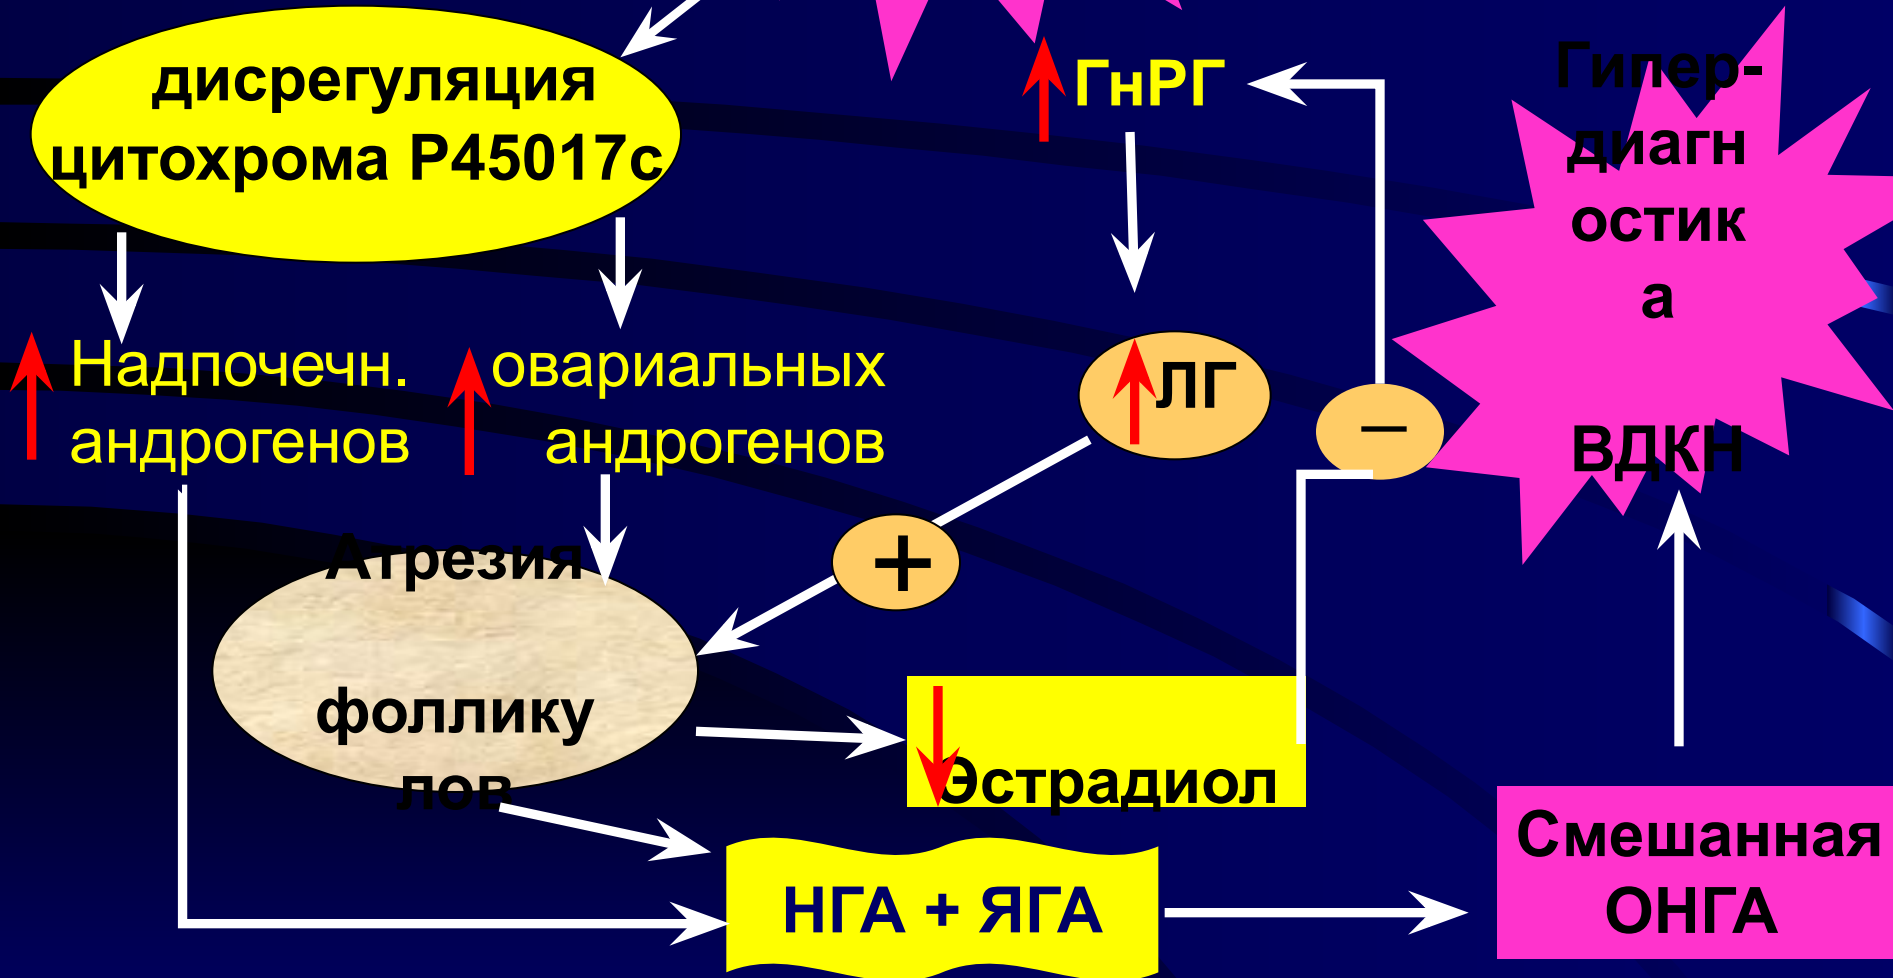 дисрегуляция
цитохрома Р45017с
ГнРГ
Гипер-
диагн
остик
а
ВДКН
Надпочечн.
андрогенов
овариальных
андрогенов
ЛГ
–
+
Атрезия
фоллику
лов
Эстрадиол
НГА + ЯГА
Смешанная
ОНГА